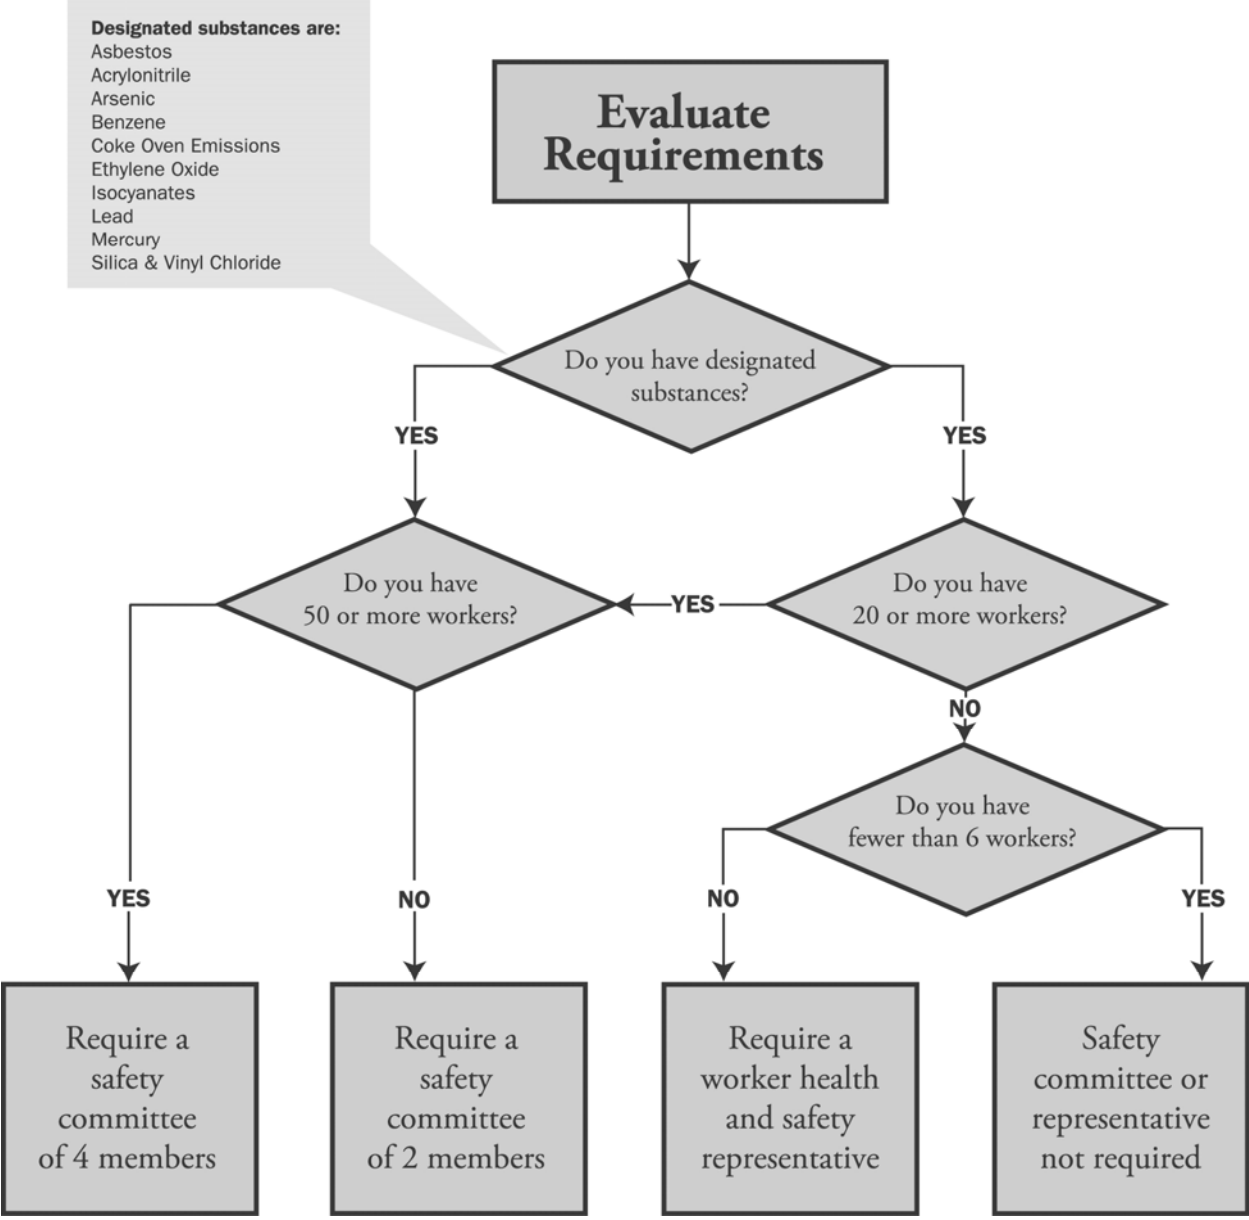 Designated substances are:
Asbestos
Acrylonitrile
Arsenic
Benzene
Coke Oven Emissions
Ethylene Oxide
Isocyanates
Lead
Mercury
Silica & Vinyl Chloride
Evaluate
Requirements
Do you have designated
substances?
YES
YES
Do you have
50 or more workers?
YES
Do you have
20 or more workers?
NO
Do you have
fewer than 6 workers?
YES
NO
NO
YES
Require a
safety
committee
of 4 members
Require a
safety
committee
of 2 members
Require a
worker health
and safety
representative
Safety
committee or
representative
not required